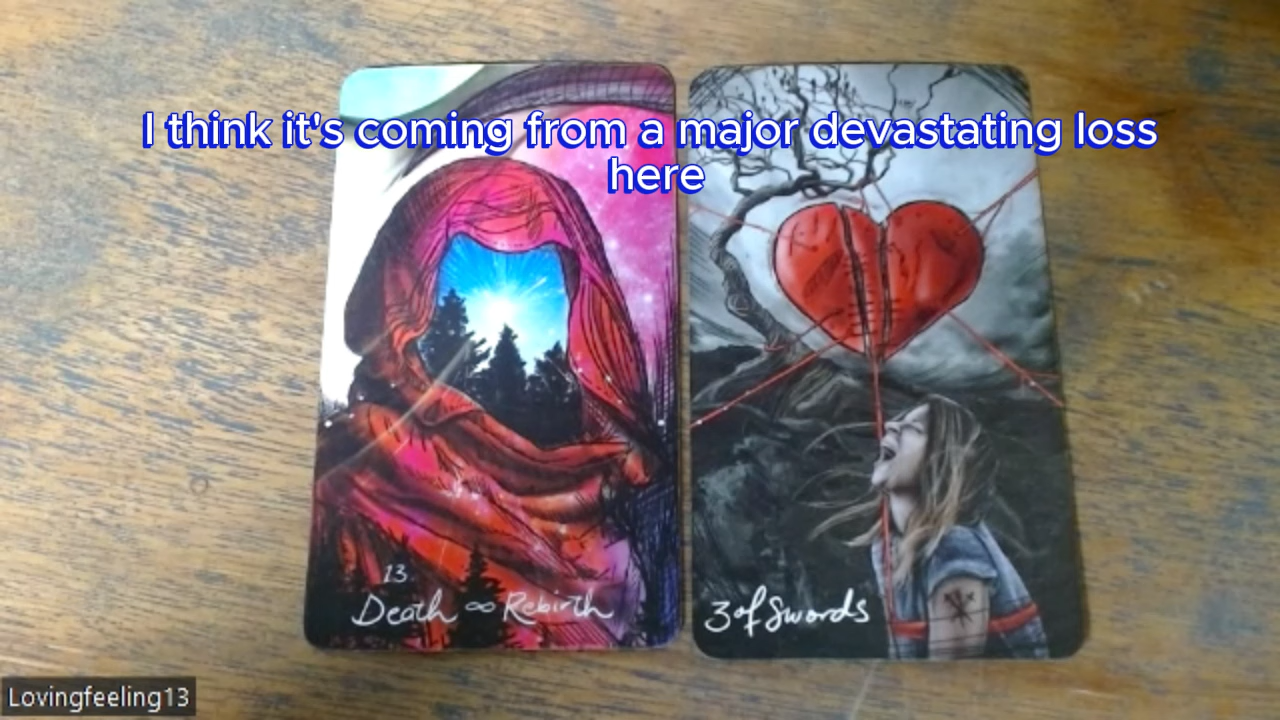 I think it's coming from a major devastating loss
here
13
Death ∞ Rebirth
3 of Swords
Lovingfeeling13